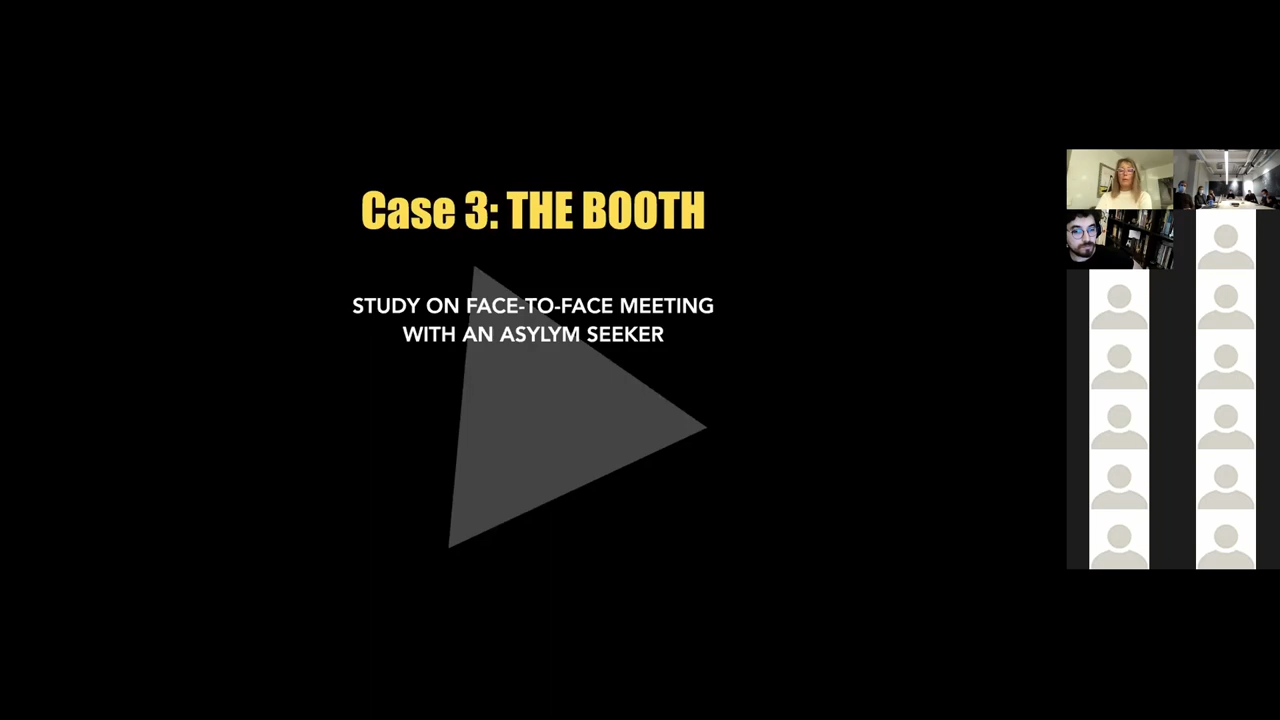 Case 3: THE BOOTH
STUDY ON FACE-TO-FACE MEETING
WITH AN ASYLYM SEEKER